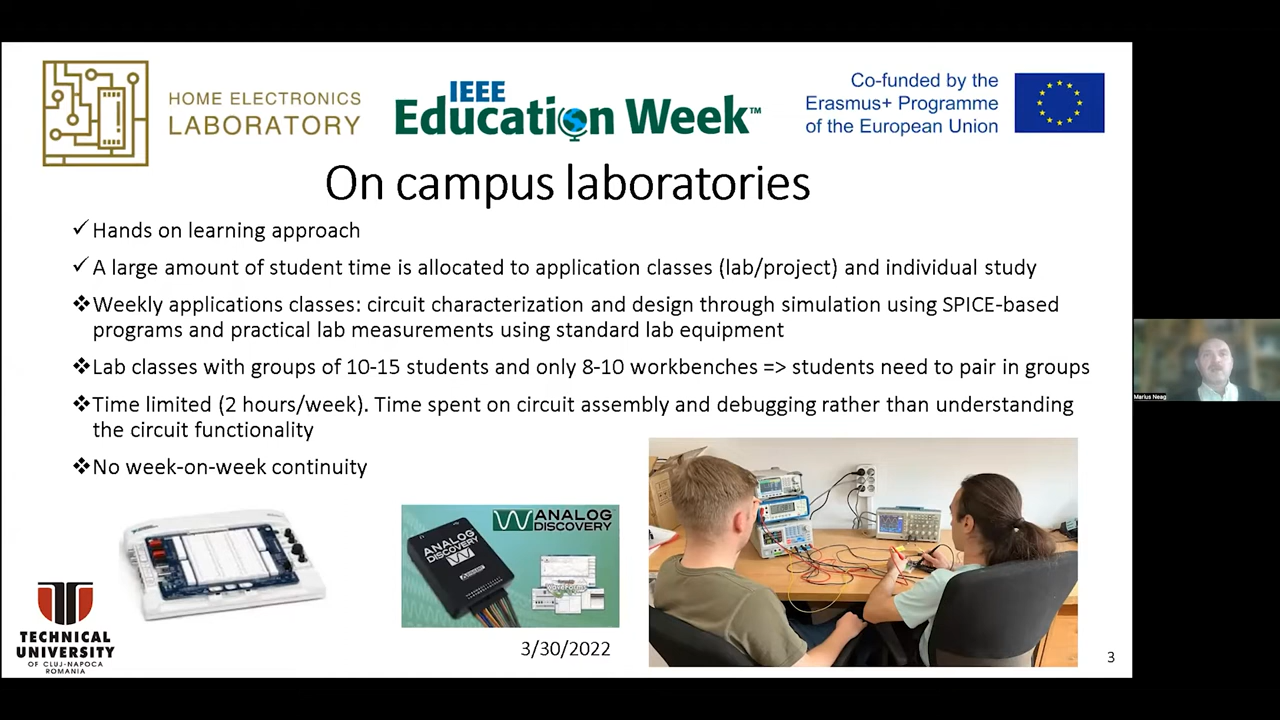 HOME ELECTRONICS
LABORATORY
IEEE
Education Week™
Co-funded by the
Erasmus+ Programme
of the European Union
On campus laboratories
✓Hands on learning approach
✓A large amount of student time is allocated to application classes (lab/project) and individual study
❖Weekly applications classes: circuit characterization and design through simulation using SPICE-based
programs and practical lab measurements using standard lab equipment
❖Lab classes with groups of 10-15 students and only 8-10 workbenches => students need to pair in groups
❖Time limited (2 hours/week). Time spent on circuit assembly and debugging rather than understanding
the circuit functionality
❖No week-on-week continuity
ANALOG
DISCOVERY
ANALOG
DISCOVERY
TECHNICAL
UNIVERSITY
OF CLUJ-NAPOCA
ROMANIA
3/30/2022
3
Marius Neag